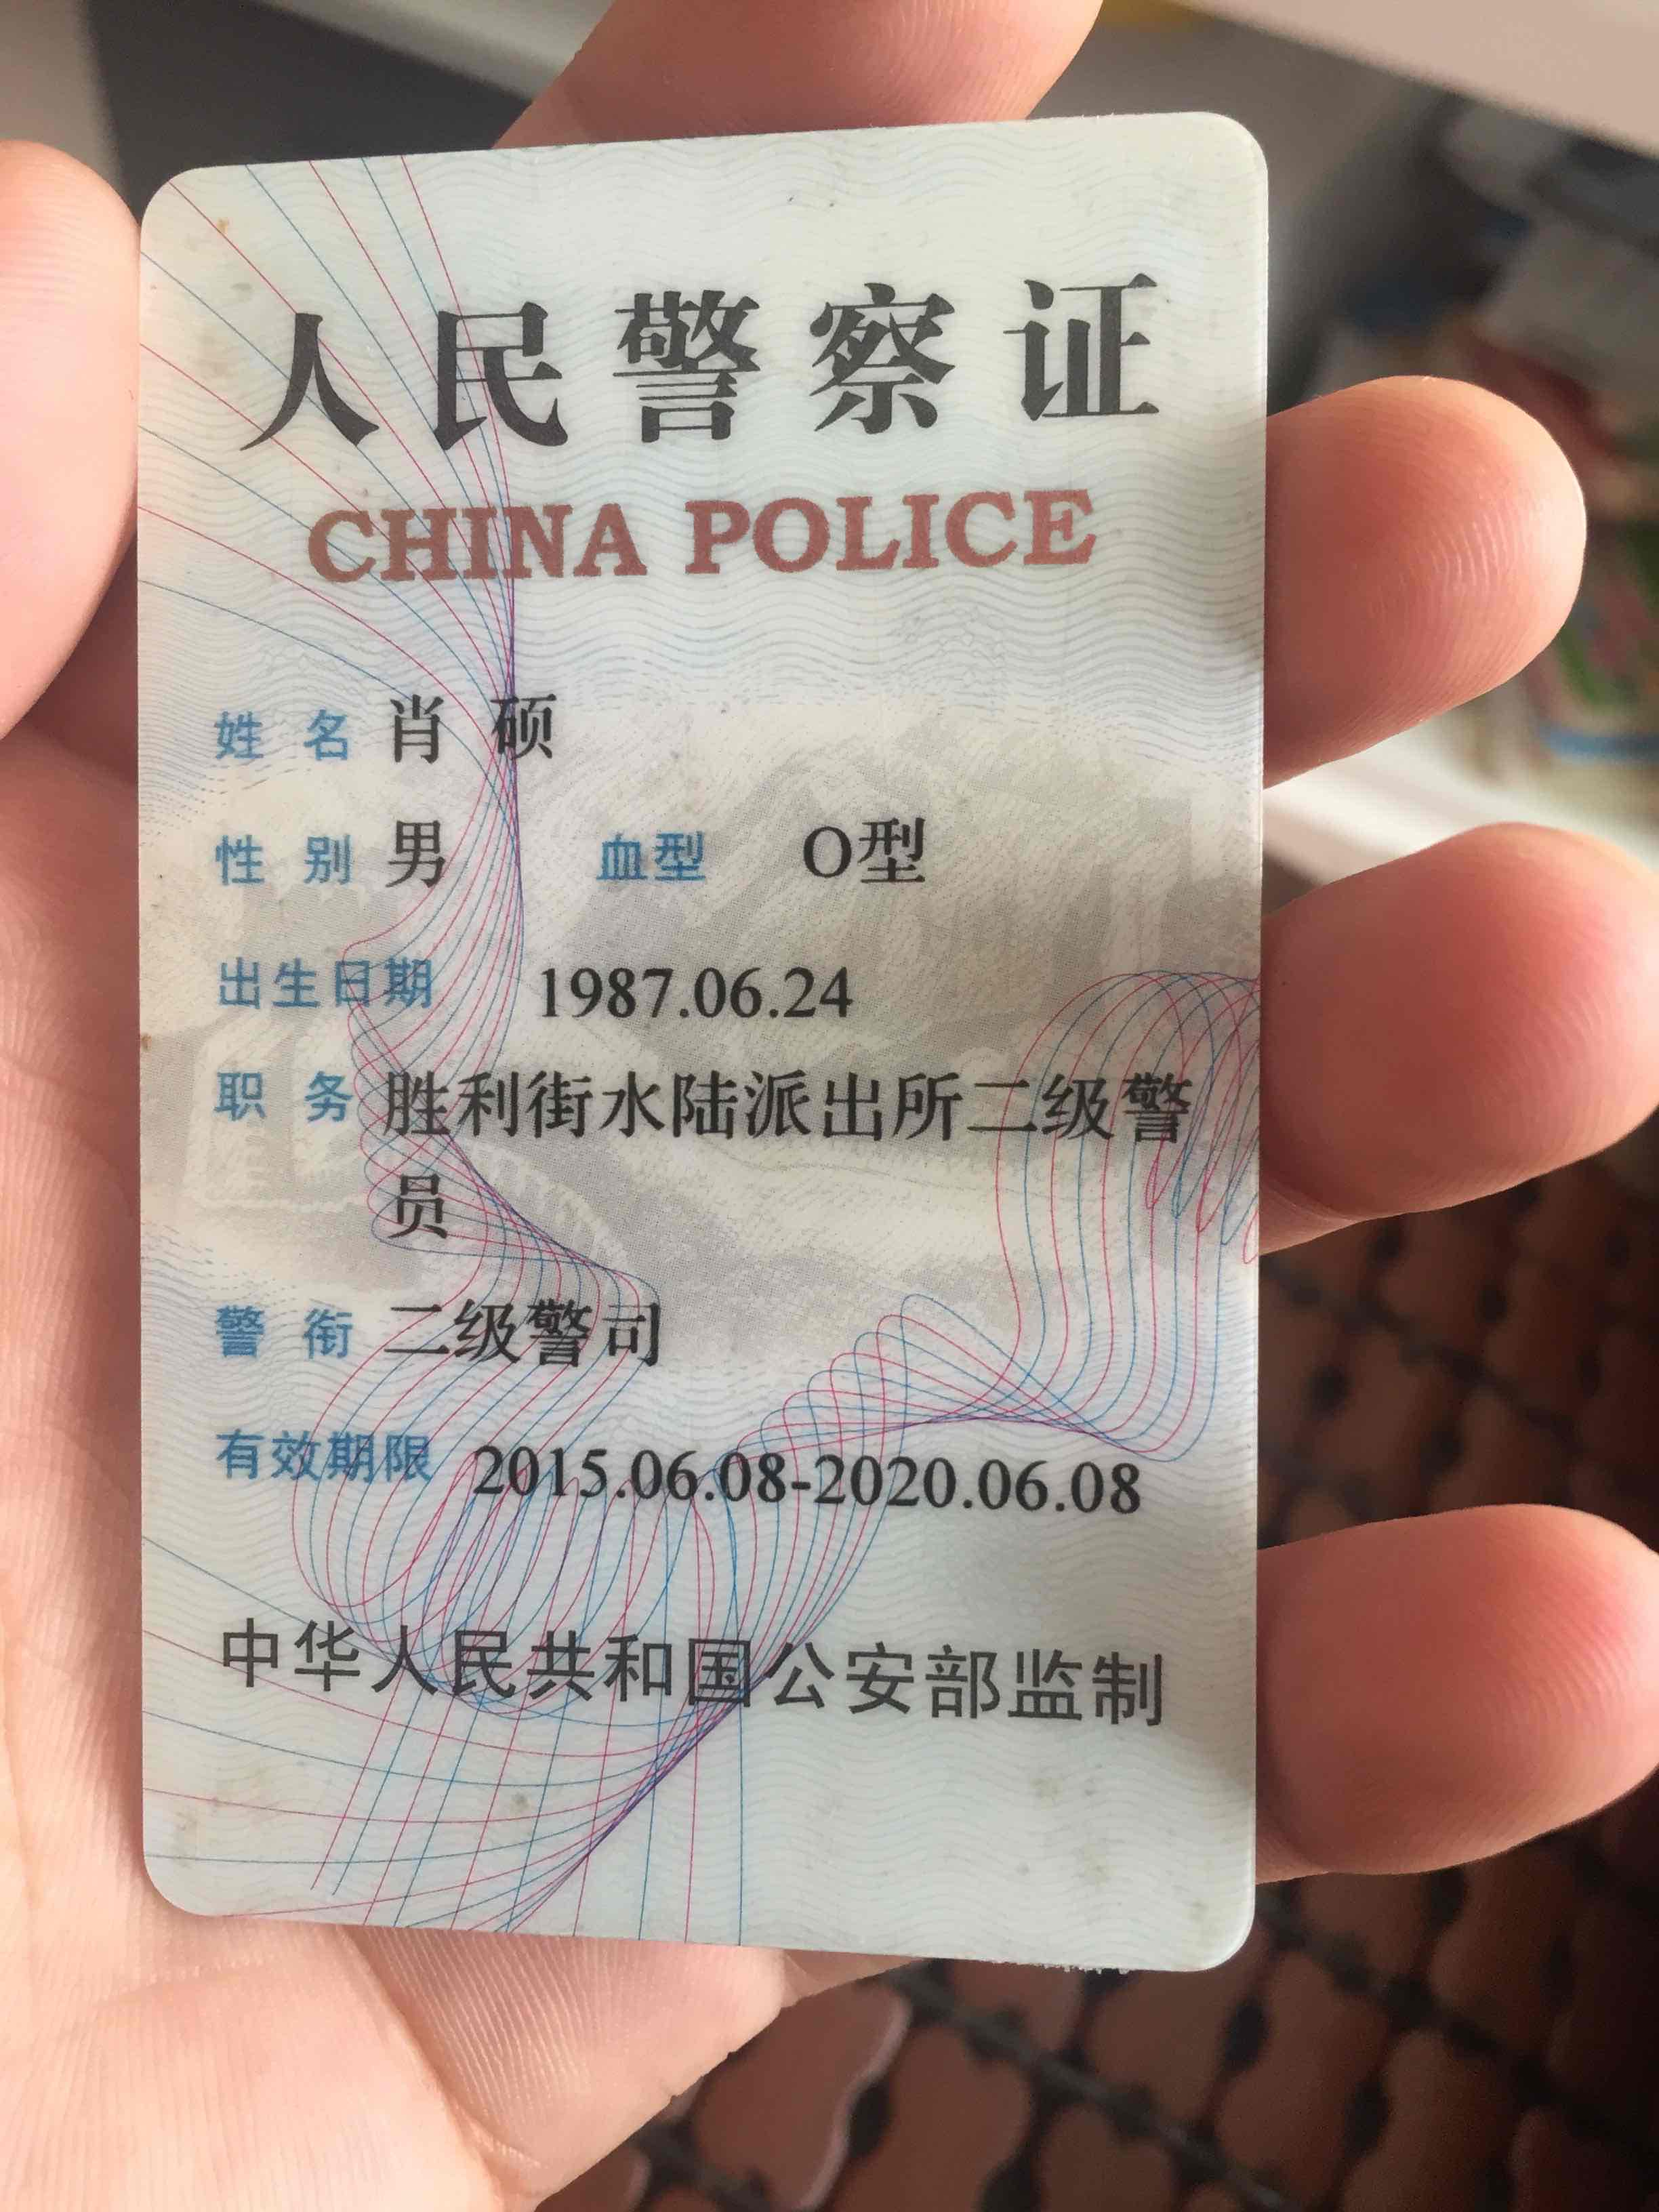 人民警察证
CHINA POLICE
姓名 肖硕
性别 男 血型 O型
出生日期 1987.06.24
职务 胜利街水陆派出所二级警
员
警衔 二级警司
有效期限 2015.06.08-2020.06.08
中华人民共和国公安部监制